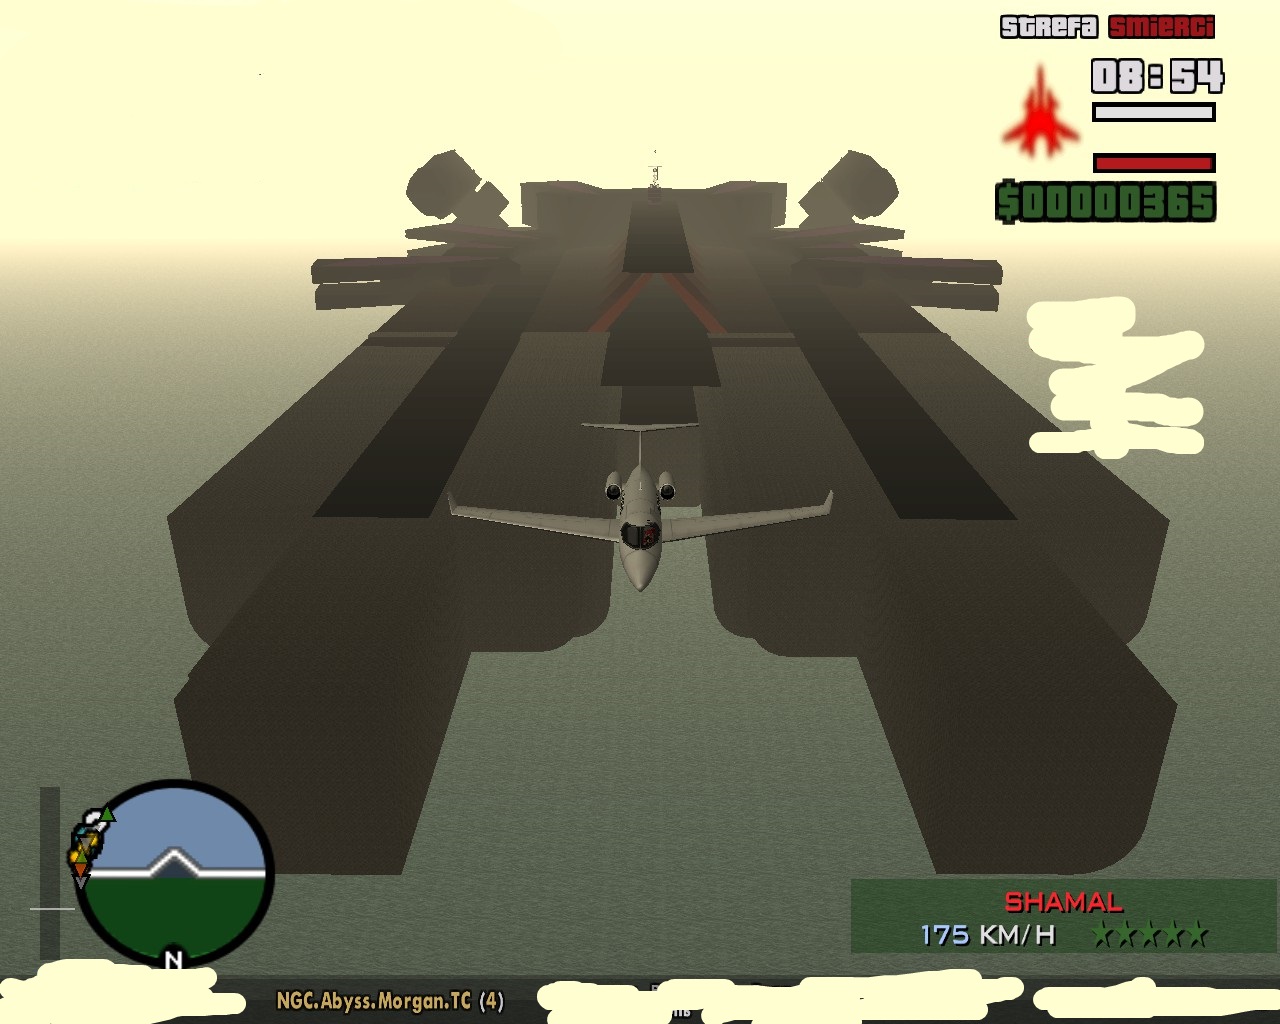 STREFA SMIERCI
08:54
$00000365
N
SHAMAL
175 KM/H
NGC.Abyss.Morgan.TC (4)